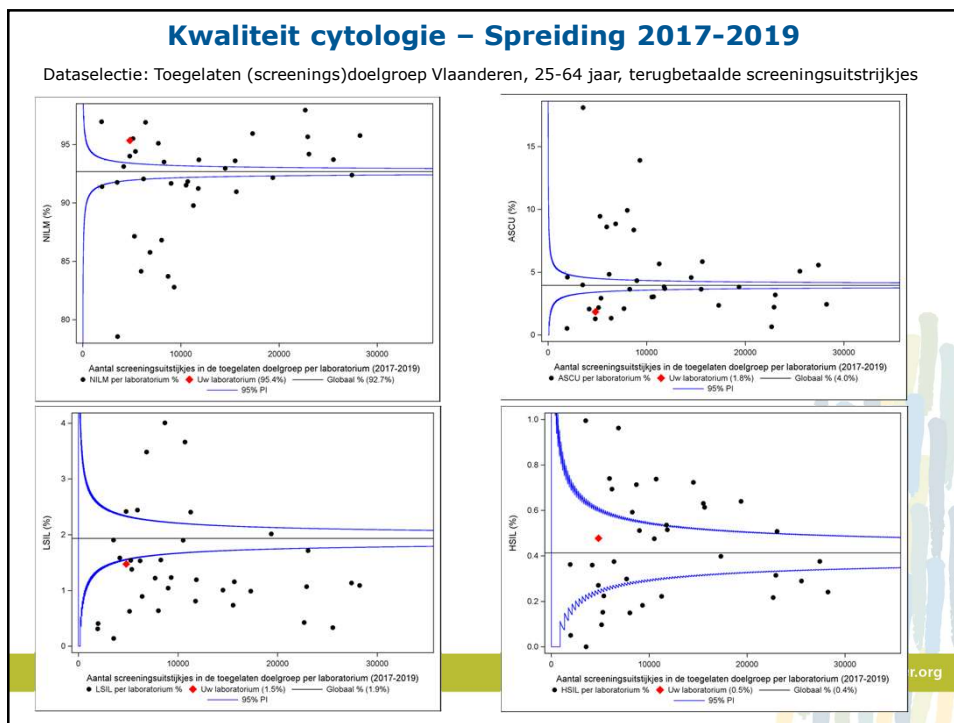 Kwaliteit cytologie – Spreiding 2017-2019
Dataselectie: Toegelaten (screenings)doelgroep Vlaanderen, 25-64 jaar, terugbetaalde screeningsuitstrijkjes
NILM (%)
95
90
85
80
0 10000 20000 30000
Aantal screeningsuitstijkjes in de toegelaten doelgroep per laboratorium (2017-2019)
NILM per laboratorium % Uw laboratorium (95.4%) Globaal % (92.7%)
95% PI
ASCU (%)
15
10
5
0
0 10000 20000 30000
Aantal screeningsuitstijkjes in de toegelaten doelgroep per laboratorium (2017-2019)
ASCU per laboratorium % Uw laboratorium (1.8%) Globaal % (4.0%)
95% PI
LSIL (%)
4
3
2
1
0
0 10000 20000 30000
Aantal screeningsuitstijkjes in de toegelaten doelgroep per laboratorium (2017-2019)
LSIL per laboratorium % Uw laboratorium (1.5%) Globaal % (1.9%)
95% PI
HSIL (%)
1.0
0.8
0.6
0.4
0.2
0.0
0 10000 20000 30000
Aantal screeningsuitstijkjes in de toegelaten doelgroep per laboratorium (2017-2019)
HSIL per laboratorium % Uw laboratorium (0.5%) Globaal % (0.4%)
95% PI
er.org